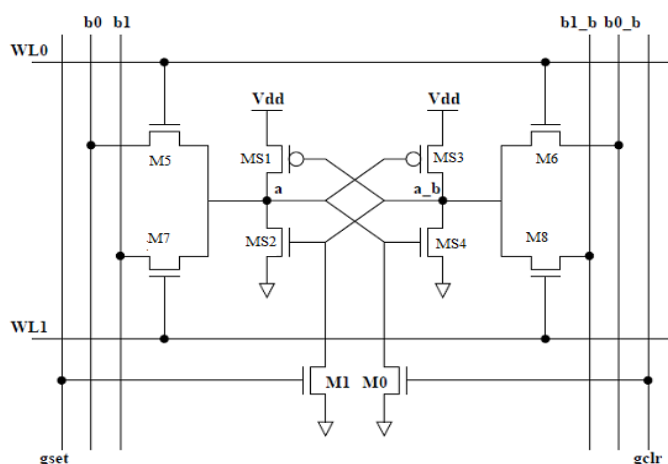 b0 b1 b1_b b0_b
WL0
Vdd Vdd
M5 MS1 MS3 M6
a a_b
M7 MS2 MS4 M8
WL1
M1 M0
gset gclr